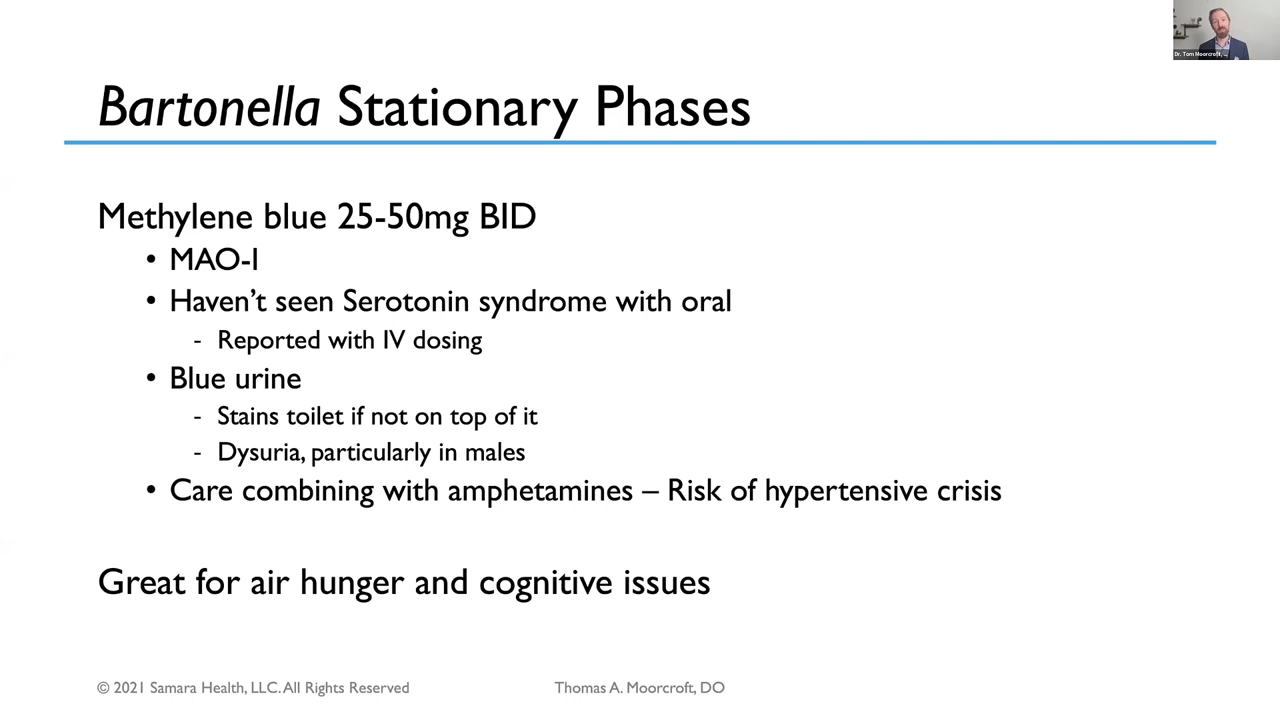 Dr. Tom Moorcroft, ...
Bartonella Stationary Phases
Methylene blue 25-50mg BID
• MAO-I
• Haven't seen Serotonin syndrome with oral
- Reported with IV dosing
• Blue urine
- Stains toilet if not on top of it
- Dysuria, particularly in males
• Care combining with amphetamines – Risk of hypertensive crisis
Great for air hunger and cognitive issues
© 2021 Samara Health, LLC. All Rights Reserved
Thomas A. Moorcroft, DO